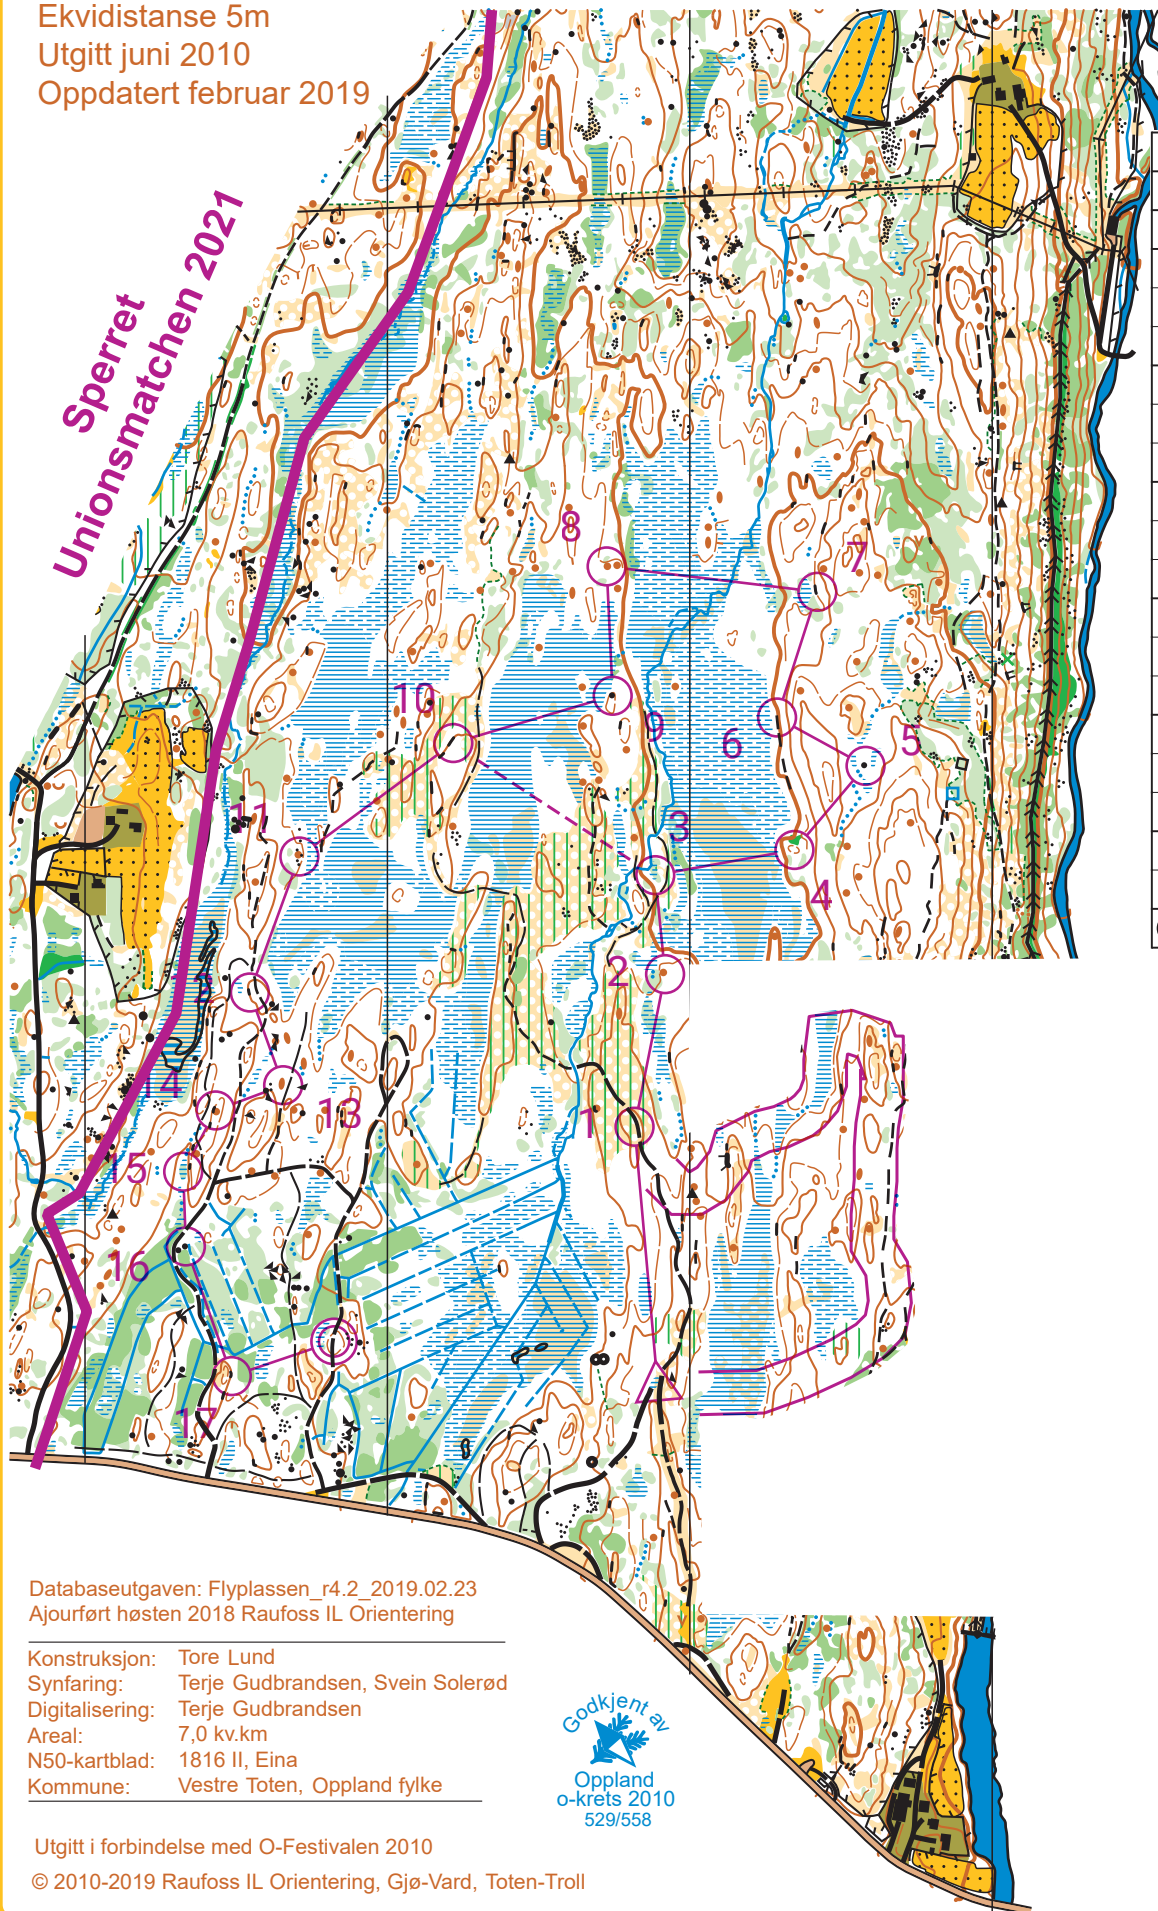 Ekvidistanse 5m
Utgitt juni 2010
Oppdatert februar 2019
Sperret
Unionsmatchen 2021
8
7
10
9
6
5
11
3
4
12
2
14
13
1
15
16
17
Databaseutgaven: Flyplassen_r4.2_2019.02.23
Ajourført høsten 2018 Raufoss IL Orientering
Konstruksjon: Tore Lund
Synfaring: Terje Gudbrandsen, Svein Solerød
Digitalisering: Terje Gudbrandsen
Areal: 7,0 kv.km
N50-kartblad: 1816 II, Eina
Kommune: Vestre Toten, Oppland fylke
Godkjent av
Oppland
o-krets 2010
529/558
Utgitt i forbindelse med O-Festivalen 2010
© 2010-2019 Raufoss IL Orientering, Gjø-Vard, Toten-Troll